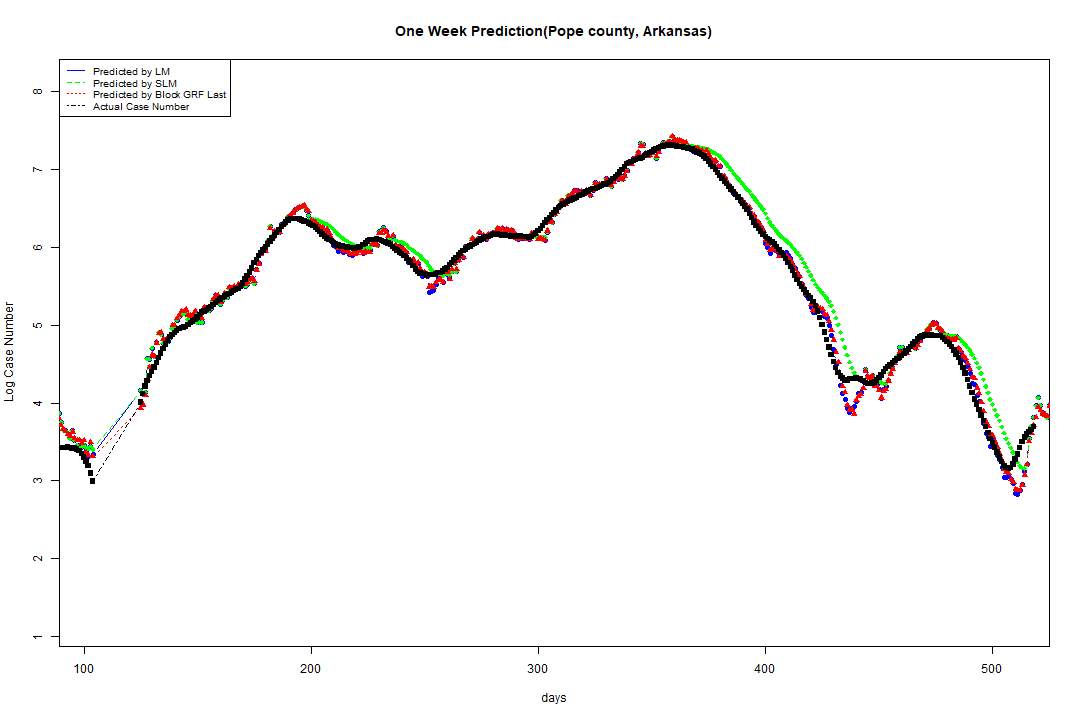 One Week Prediction(Pope county, Arkansas)
Predicted by LM
Predicted by SLM
Predicted by Block GRF Last
Actual Case Number
8
7
6
5
4
3
2
1
Log Case Number
100 200 300 400 500
days